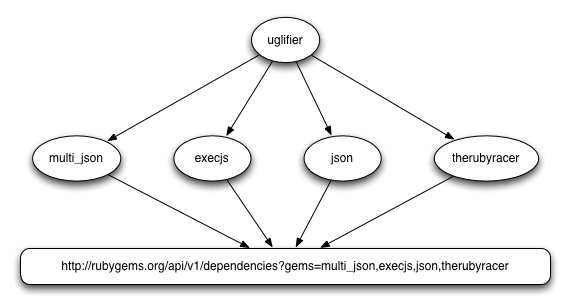 uglifier
multi_json
execjs
json
therubyracer
http://rubygems.org/api/v1/dependencies?gems=multi_json,execjs,json,therubyracer